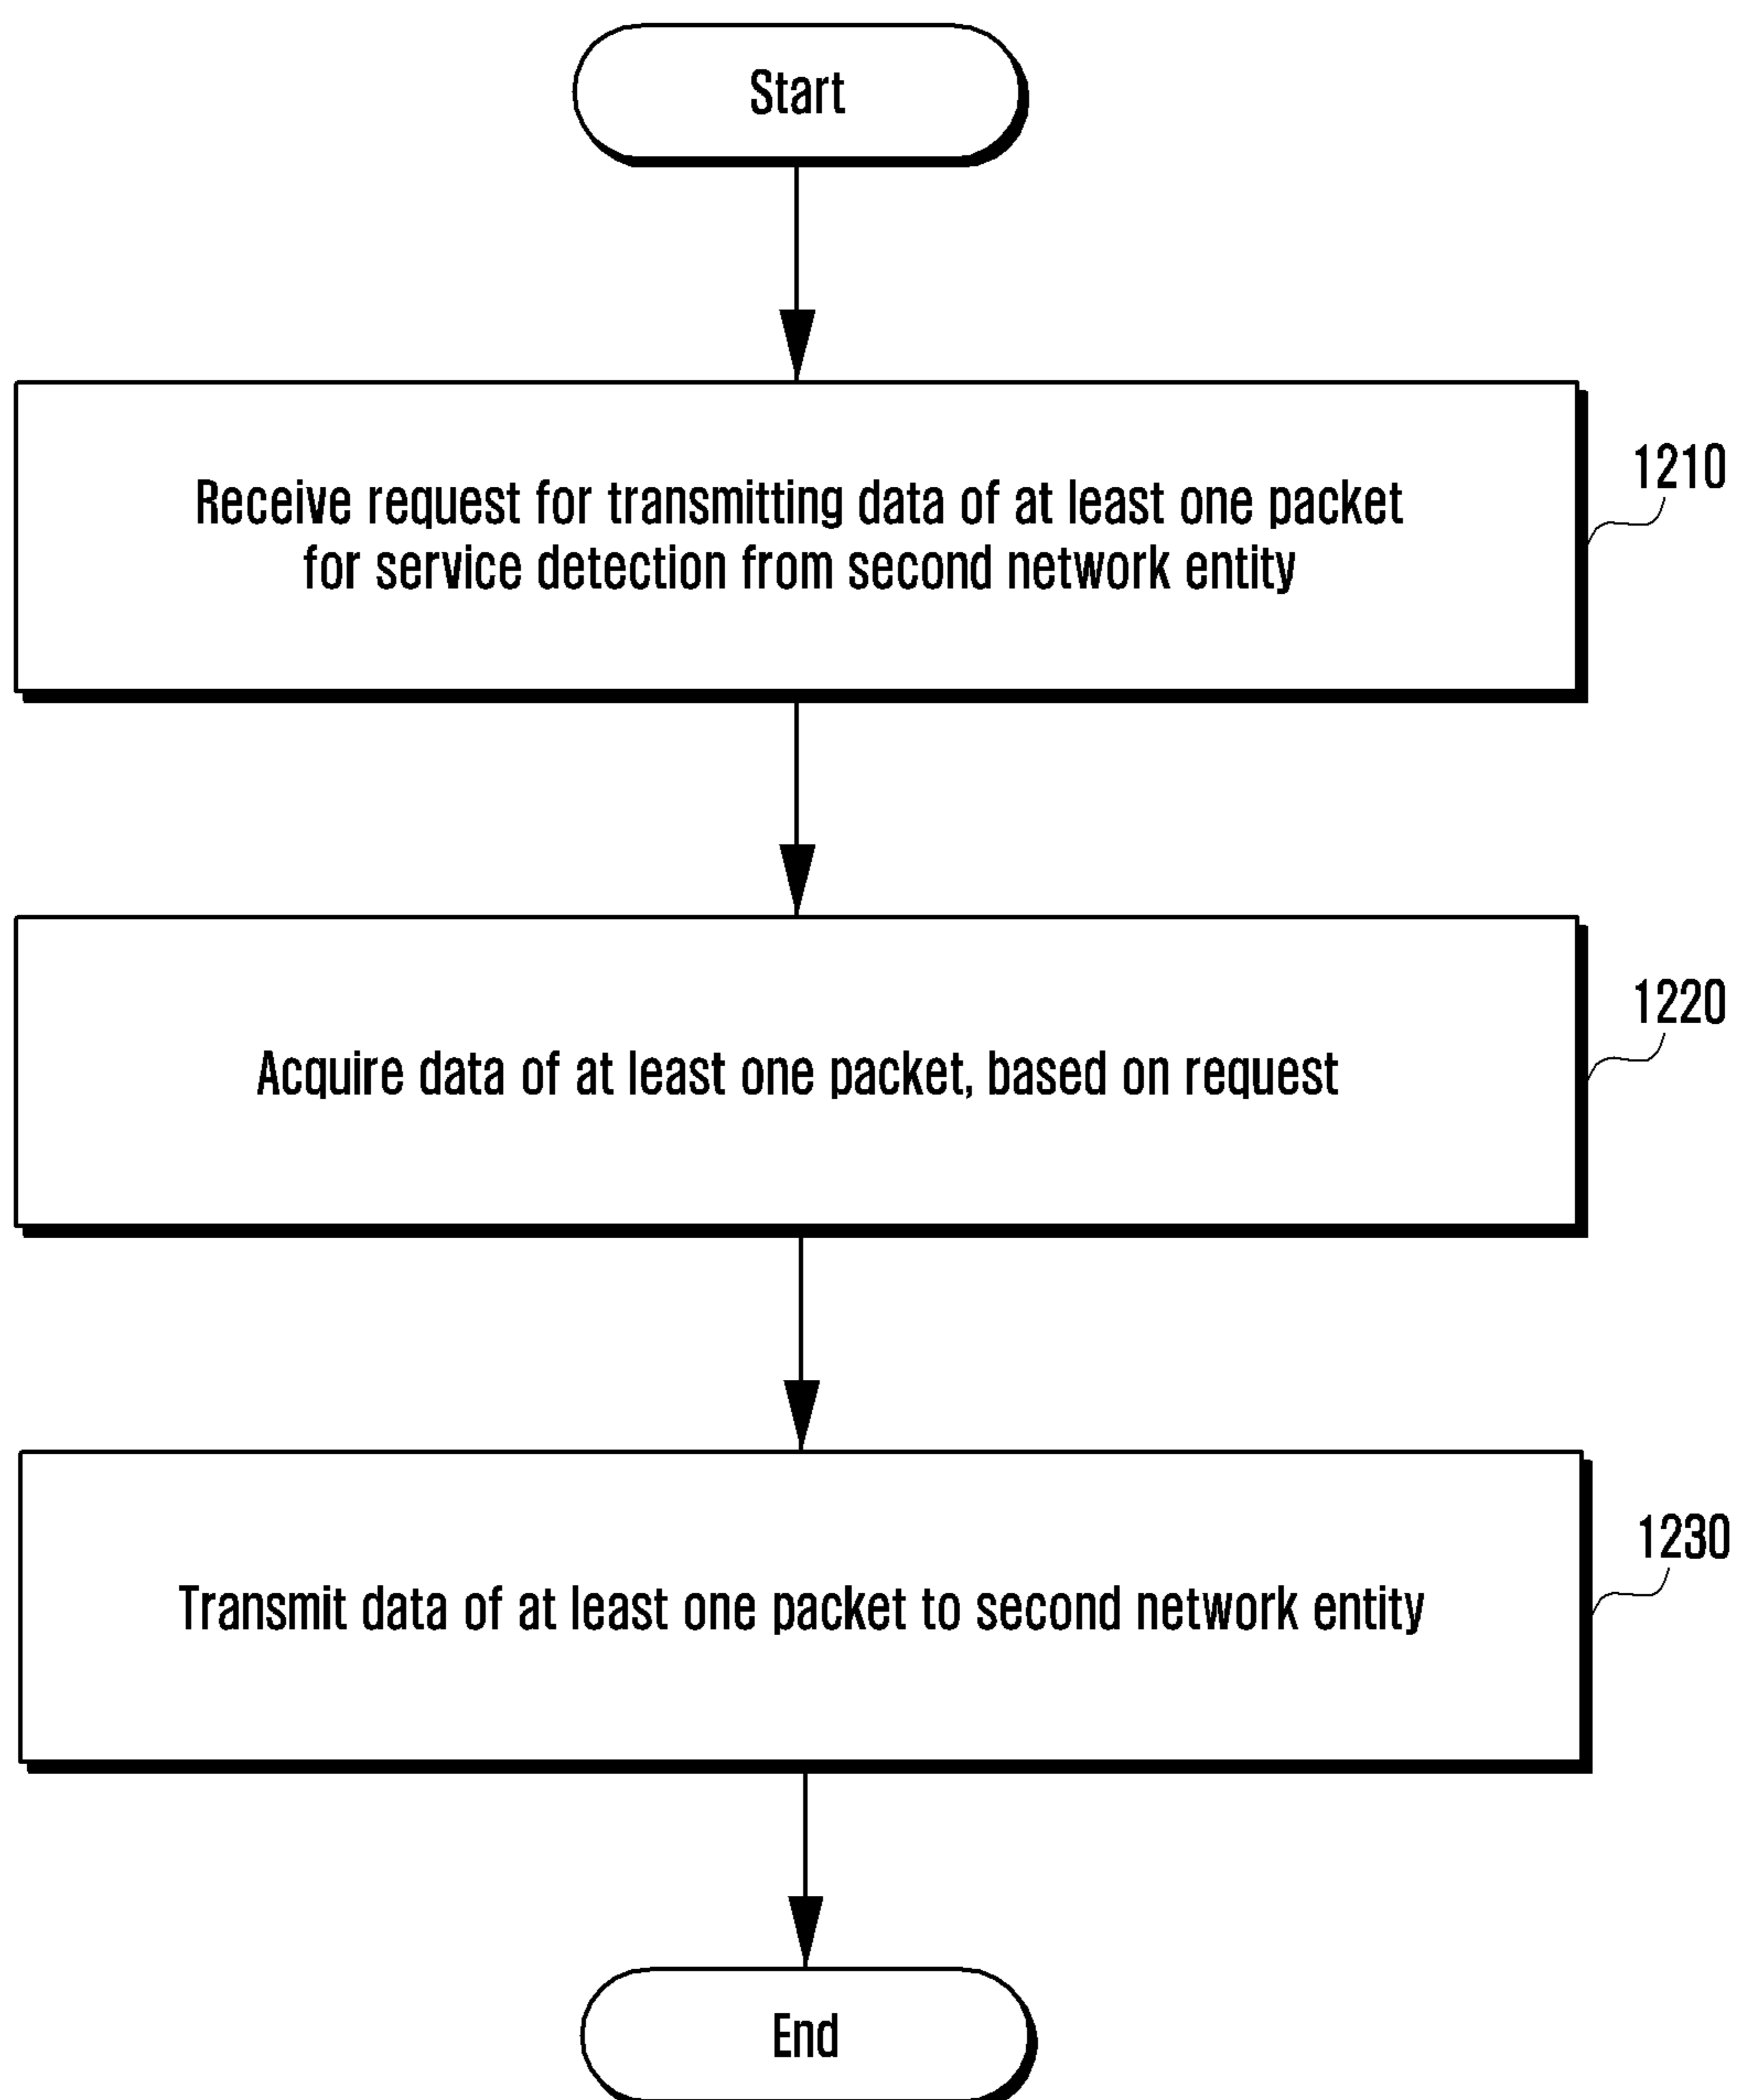 Start
1210
Receive request for transmitting data of at least one packet
for service detection from second network entity
1220
Acquire data of at least one packet, based on request
1230
Transmit data of at least one packet to second network entity
End